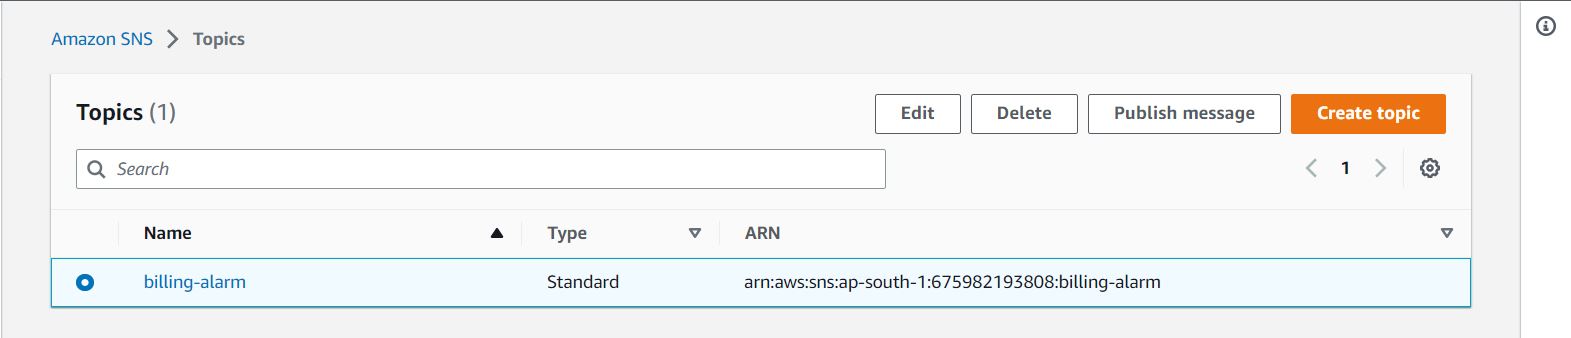 Amazon SNS > Topics
Topics (1)
Edit
Delete
Publish message
Create topic
Search
1
Name Type ARN
billing-alarm Standard arn:aws:sns:ap-south-1:675982193808:billing-alarm